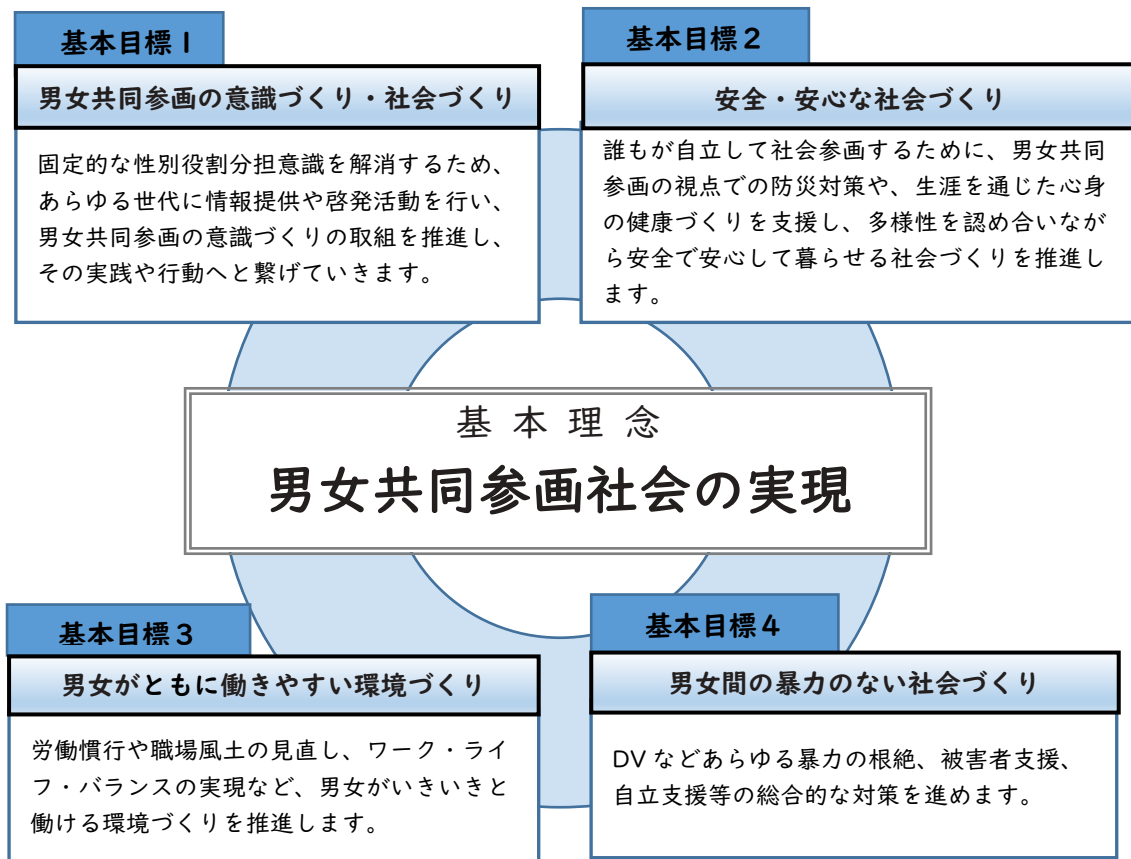 基本目標1
男女共同参画の意識づくり・社会づくり
固定的な性別役割分担意識を解消するため、
あらゆる世代に情報提供や啓発活動を行い、
男女共同参画の意識づくりの取組を推進し、
その実践や行動へと繋げていきます。
基本目標2
安全・安心な社会づくり
誰もが自立して社会参画するために、男女共同
参画の視点での防災対策や、生涯を通じた心身
の健康づくりを支援し、多様性を認め合いなが
ら安全で安心して暮らせる社会づくりを推進し
ます。
基本理念
男女共同参画社会の実現
基本目標3
男女がともに働きやすい環境づくり
労働慣行や職場風土の見直し、ワーク・ライ
フ・バランスの実現など、男女がいきいきと
働ける環境づくりを推進します。
基本目標4
男女間の暴力のない社会づくり
DVなどあらゆる暴力の根絶、被害者支援、
自立支援等の総合的な対策を進めます。